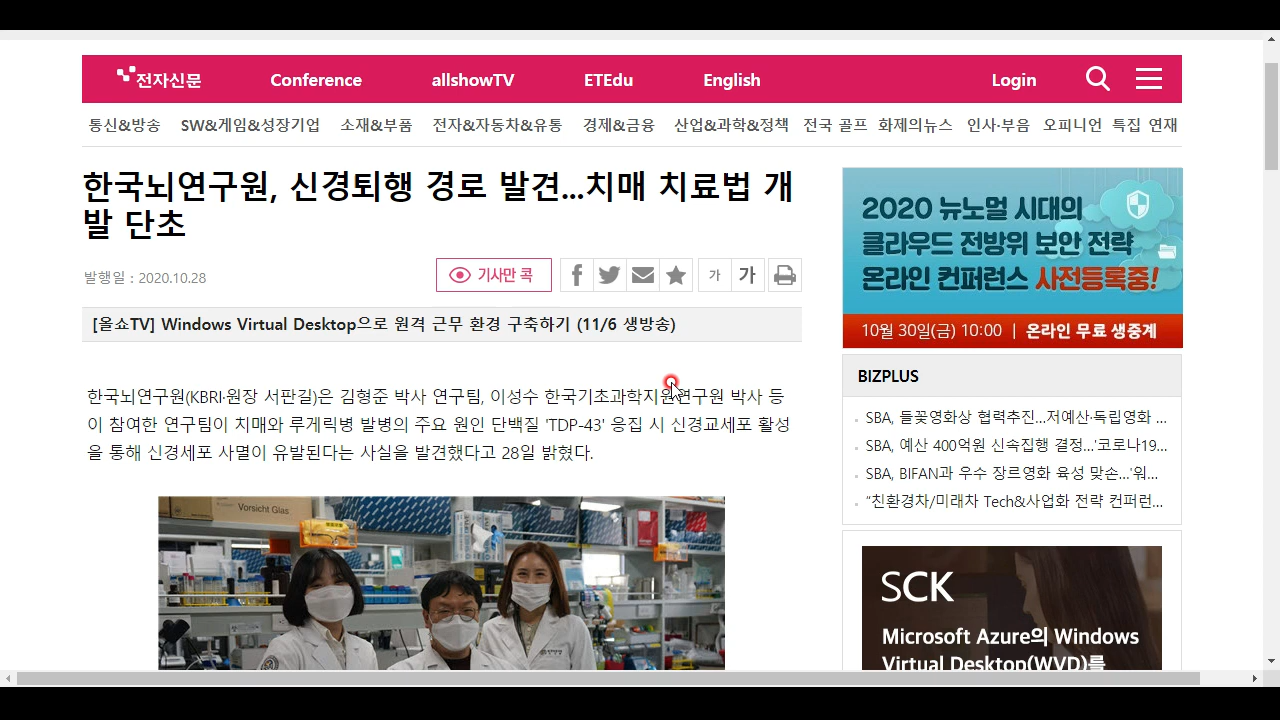 전자신문 Conference allshowTV ETEdu English Login
통신&방송 SW&게임&성장기업 소재&부품 전자&자동차&유통 경제&금융 산업&과학&정책 전국 골프 화제의뉴스 인사·부음 오피니언 특집 연재
한국뇌연구원, 신경퇴행 경로 발견...치매 치료법 개
발 단초
발행일 : 2020.10.28
기사만 콕
가 가
[올쇼TV] Windows Virtual Desktop으로 원격 근무 환경 구축하기 (11/6 생방송)
한국뇌연구원(KBRI·원장 서판길)은 김형준 박사 연구팀, 이성수 한국기초과학지원연구원 박사 등
이 참여한 연구팀이 치매와 루게릭병 발병의 주요 원인 단백질 'TDP-43' 응집 시 신경교세포 활성
을 통해 신경세포 사멸이 유발된다는 사실을 발견했다고 28일 밝혔다.
Vorsicht Glas
2020 뉴노멀 시대의
클라우드 전방위 보안 전략
온라인 컨퍼런스 사전등록중!
10월 30일(금) 10:00 | 온라인 무료 생중계
BIZPLUS
SBA, 들꽃영화상 협력추진...저예산·독립영화 ...
SBA, 예산 400억원 신속집행 결정...'코로나19...
SBA, BIFAN과 우수 장르영화 육성 맞손...'워...
"친환경차/미래차 Tech&사업화 전략 컨퍼런...
SCK
Microsoft Azure의 Windows
Virtual Desktop(WVD)를